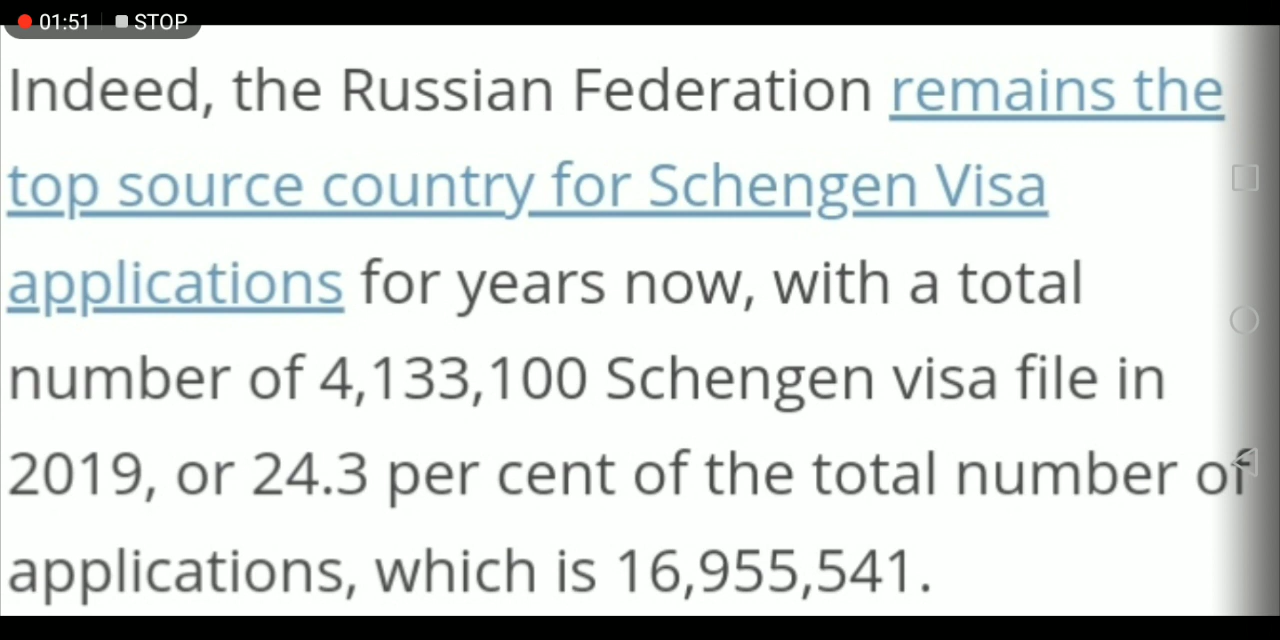 01:51 STOP
Indeed, the Russian Federation remains the
top source country for Schengen Visa
applications for years now, with a total
number of 4,133,100 Schengen visa file in
2019, or 24.3 per cent of the total number of
applications, which is 16,955,541.